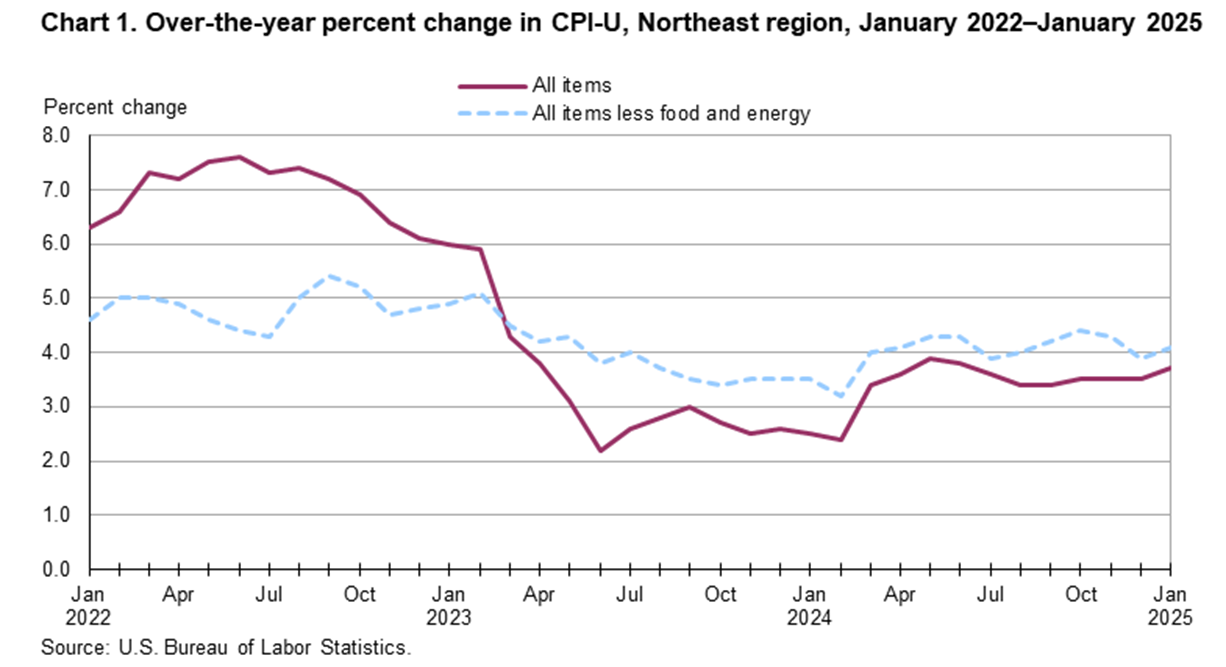 Chart 1. Over-the-year percent change in CPI-U, Northeast region, January 2022–January 2025
All items
Percent change
All items less food and energy
8.0
7.0
6.0
5.0
4.0
3.0
2.0
1.0
0.0
Jan Apr Jul Oct Jan Apr Jul Oct Jan Apr Jul Oct Jan
2022 2023 2024 2025
Source: U.S. Bureau of Labor Statistics.